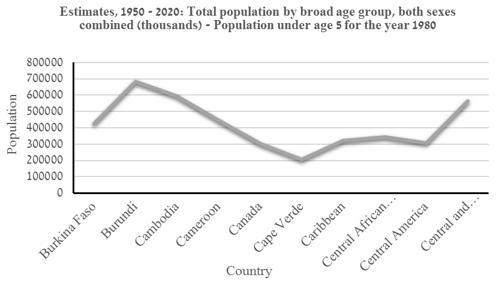 Estimates, 1950 - 2020: Total population by broad age group, both sexes
combined (thousands) - Population under age 5 for the year 1980
Population
800000
700000
600000
500000
400000
300000
200000
100000
0
Burkina Faso
Burundi
Cambodia
Cameroon
Canada
Cape Verde
Caribbean
Central African...
Central America
Central and...
Country